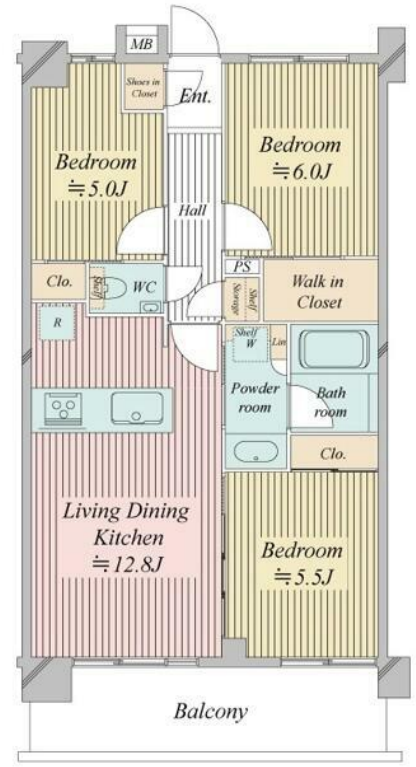 MB
Shoes in
Closet
Ent.
Bedroom
≒5.0J
Bedroom
≒6.0J
Hall
PS
Clo.
Shelf
WC
Storage
Shelf
Walk in
Closet
R
Shelf
W
Lin
Powder
room
Bath
room
Clo.
Living Dining
Kitchen
≒12.8J
Bedroom
≒5.5J
Balcony